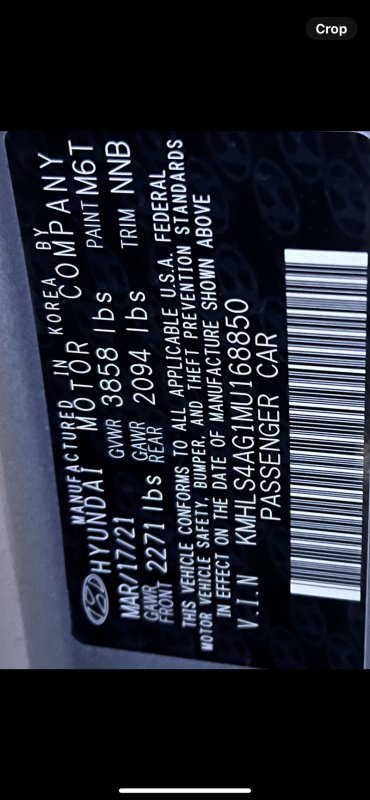 Crop
MANUFACTURED IN KOREA BY
HYUNDAI MOTOR COMPANY
MAR/17/21 GVWR 3858 lbs PAINT M6T
GAWR FRONT 2271 lbs GAWR REAR 2094 lbs TRIM NNB
THIS VEHICLE CONFORMS TO ALL APPLICABLE U.S.A. FEDERAL
MOTOR VEHICLE SAFETY, BUMPER, AND THEFT PREVENTION STANDARDS
IN EFFECT ON THE DATE OF MANUFACTURE SHOWN ABOVE
V.I.N KMHLS4AG1MU168850
PASSENGER CAR